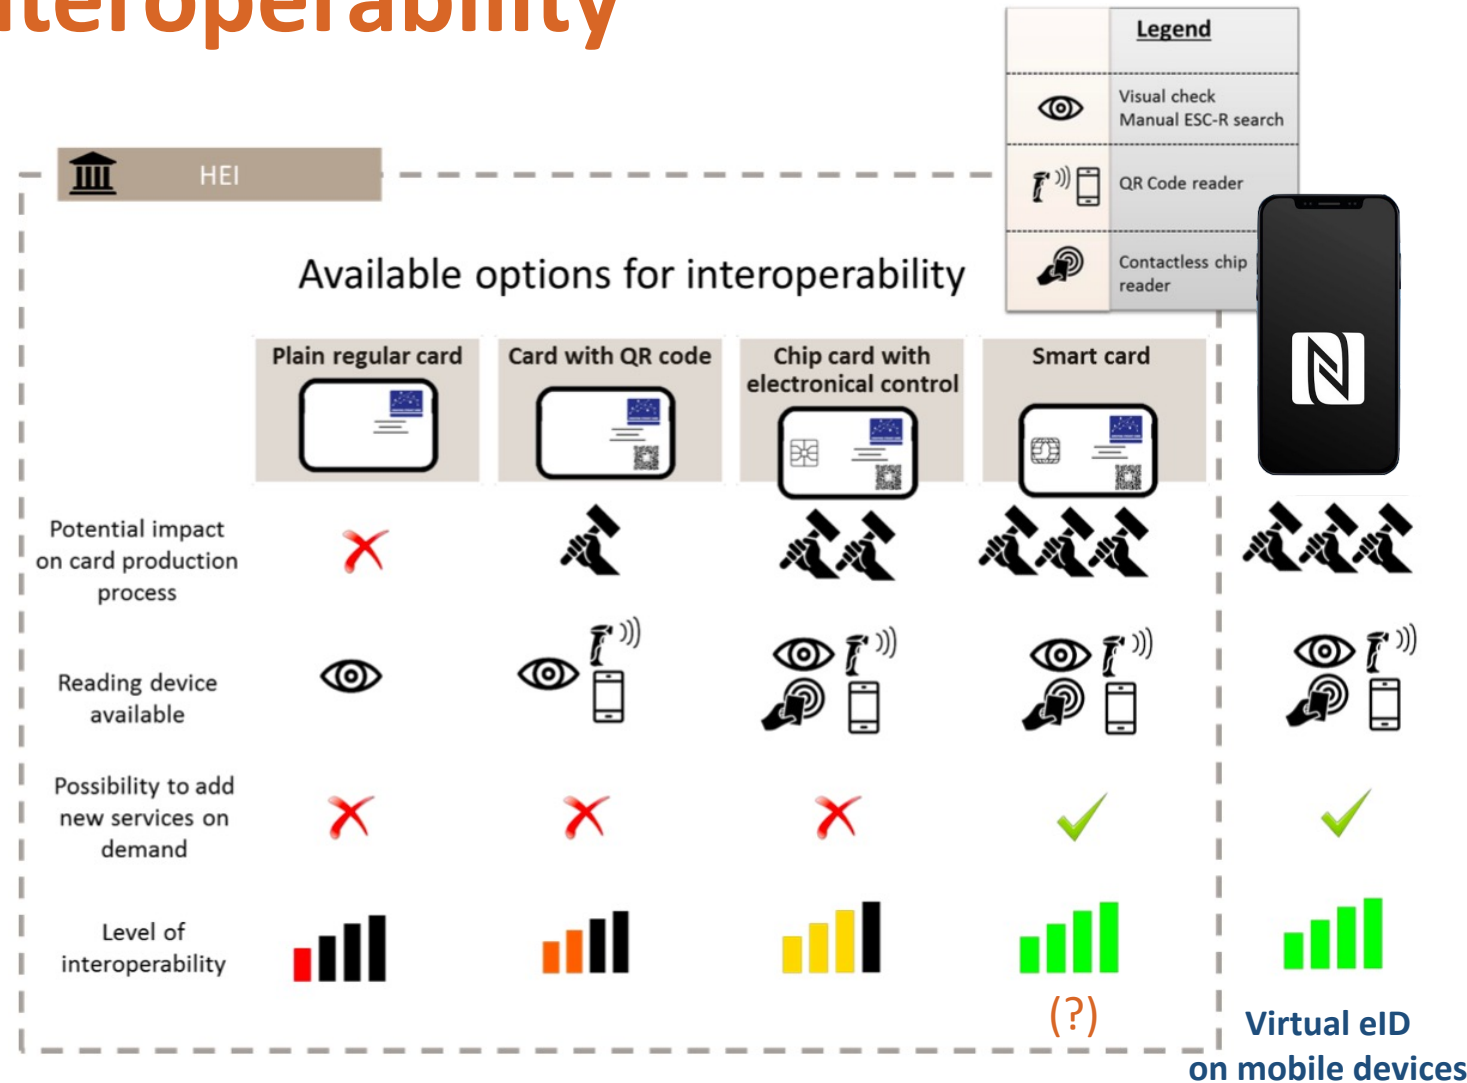 nteroperability
Legend
Visual check
Manual ESC-R search
QR Code reader
Contactless chip
reader
HEI
Available options for interoperability
Plain regular card
Card with QR code
Chip card with
electronical control
Smart card
Potential impact
on card production
process
Reading device
available
Possibility to add
new services on
demand
Level of
interoperability
(?)
Virtual eID
on mobile devices